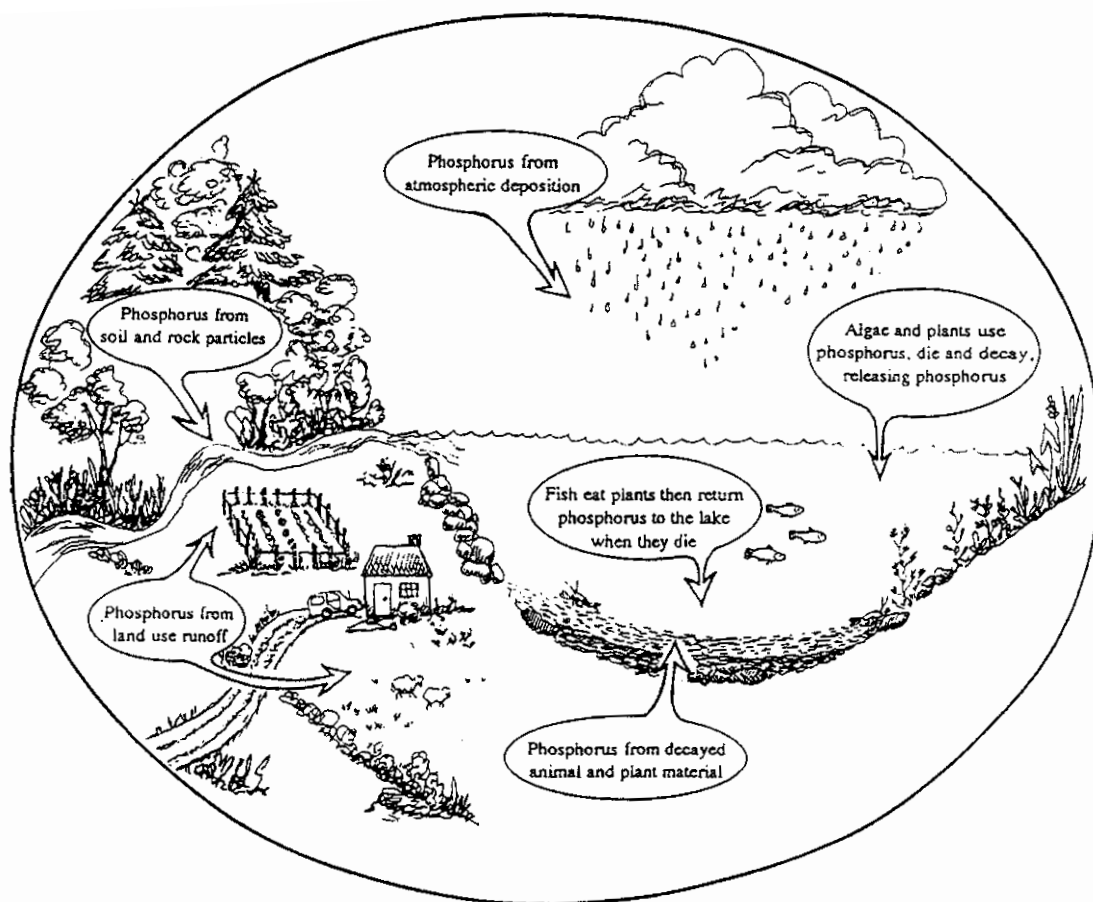 Phosphorus from
atmospheric deposition
Phosphorus from
soil and rock particles
Algae and plants use
phosphorus, die and decay,
releasing phosphorus
Fish eat plants then return
phosphorus to the lake
when they die
Phosphorus from
land use runoff
Phosphorus from decayed
animal and plant material